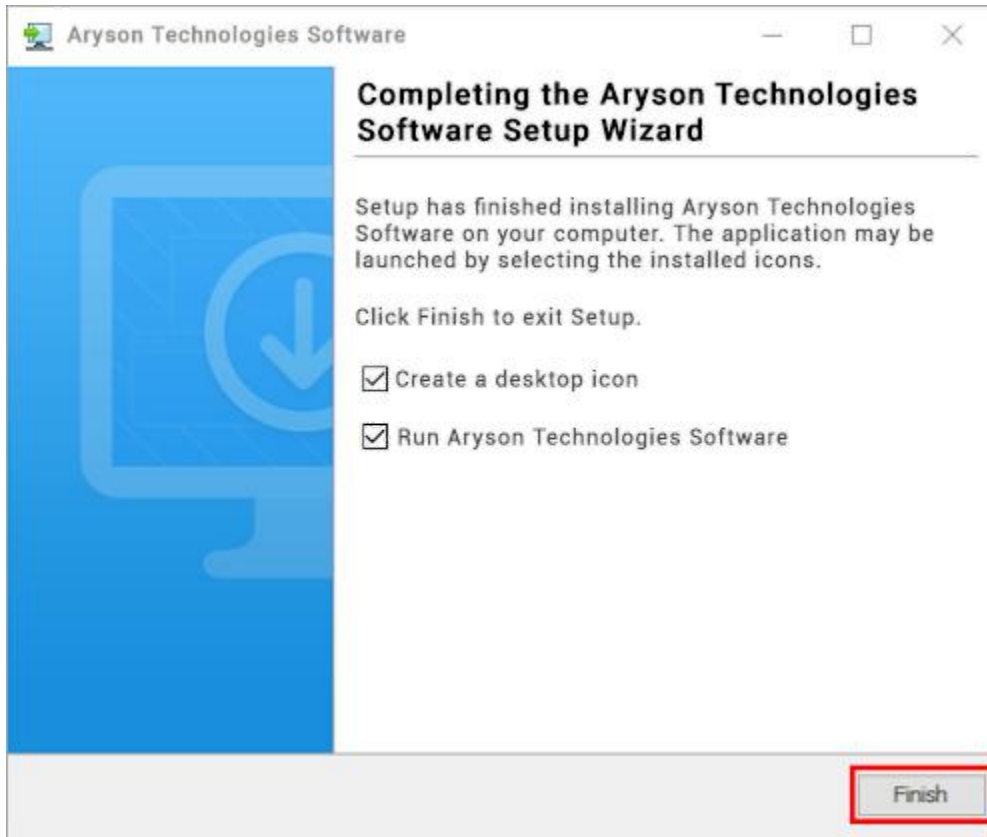 Aryson Technologies Software
Completing the Aryson Technologies
Software Setup Wizard
Setup has finished installing Aryson Technologies
Software on your computer. The application may be
launched by selecting the installed icons.
Click Finish to exit Setup.
Create a desktop icon
Run Aryson Technologies Software
Finish